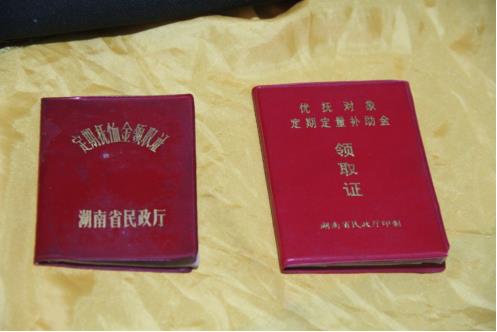 定期抚恤金领取证
湖南省民政厅
优抚对象
定期定量补助金
领
取
证
湖南省民政厅印制